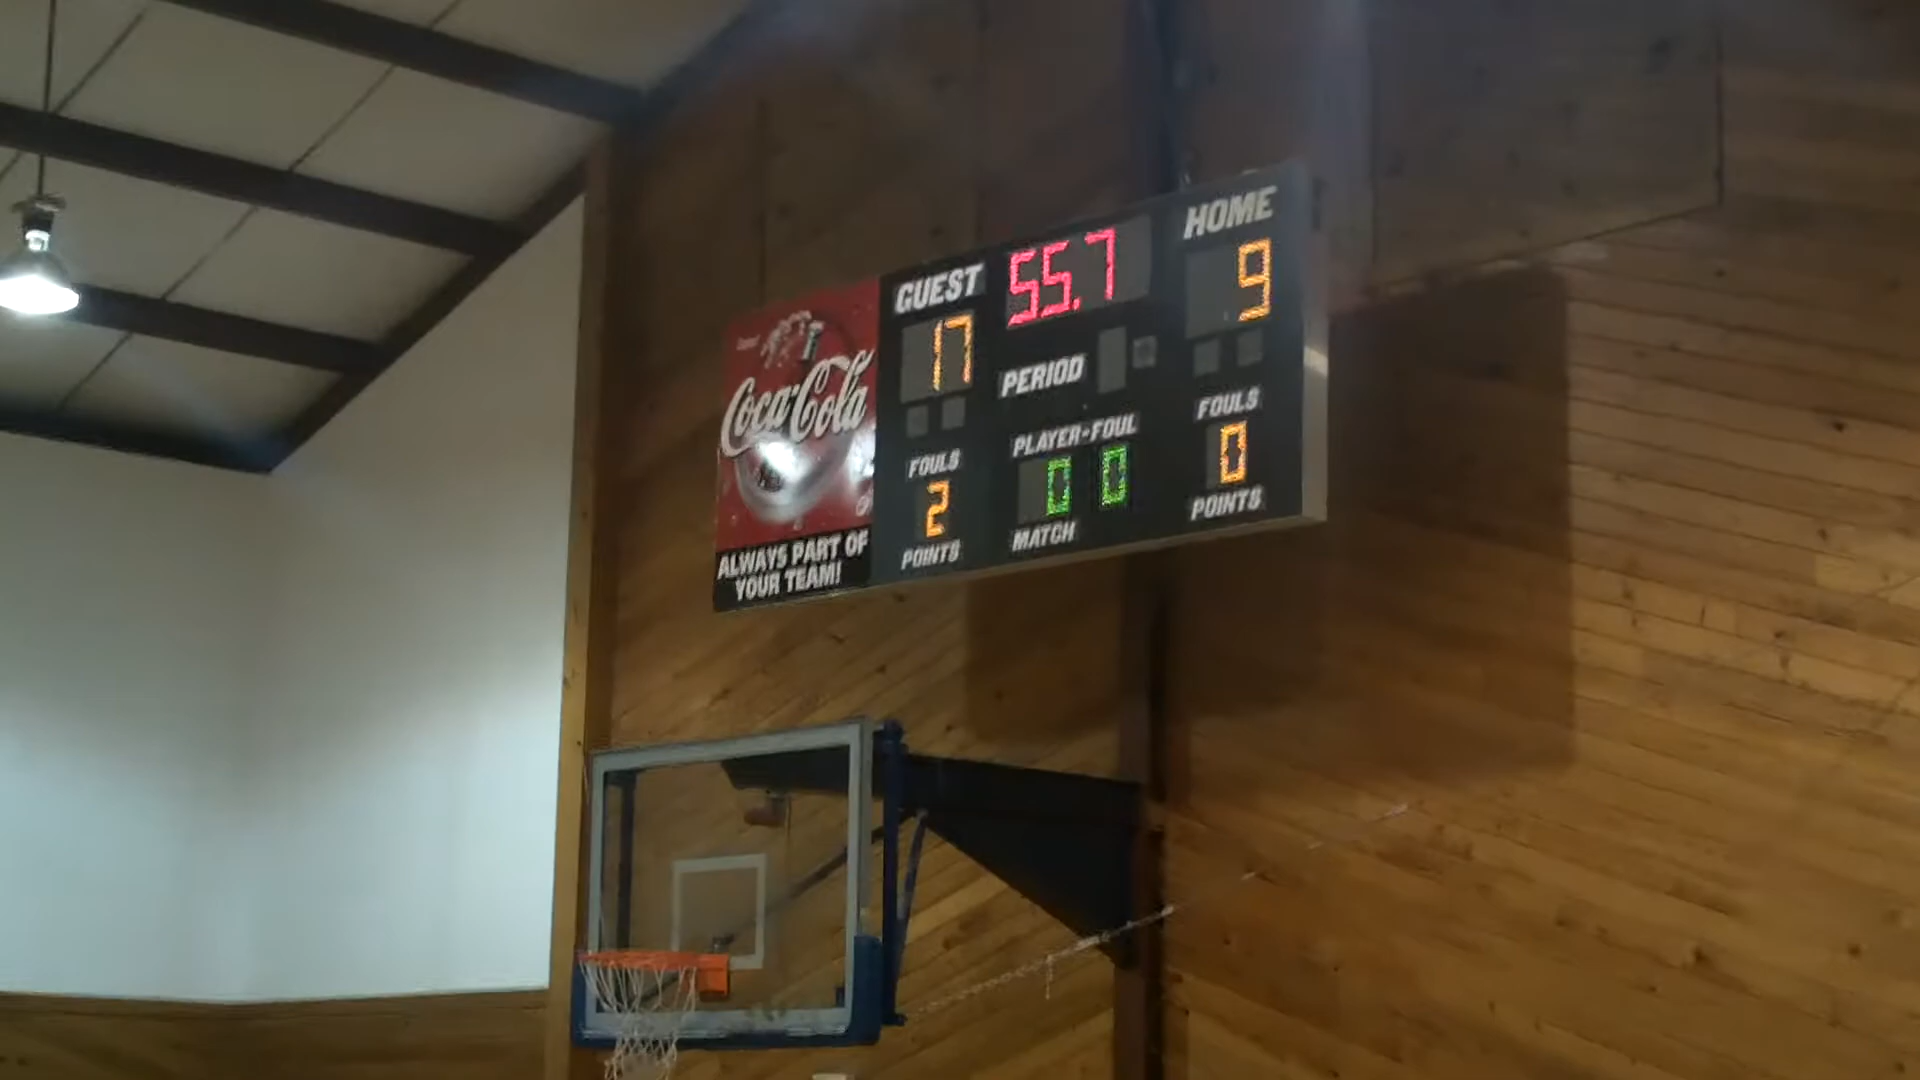 Coca-Cola
ALWAYS PART OF
YOUR TEAM!
GUEST
17
FOULS
2
POINTS
55.7
PERIOD
PLAYER-FOUL
0 0
MATCH
HOME
9
FOULS
0
POINTS